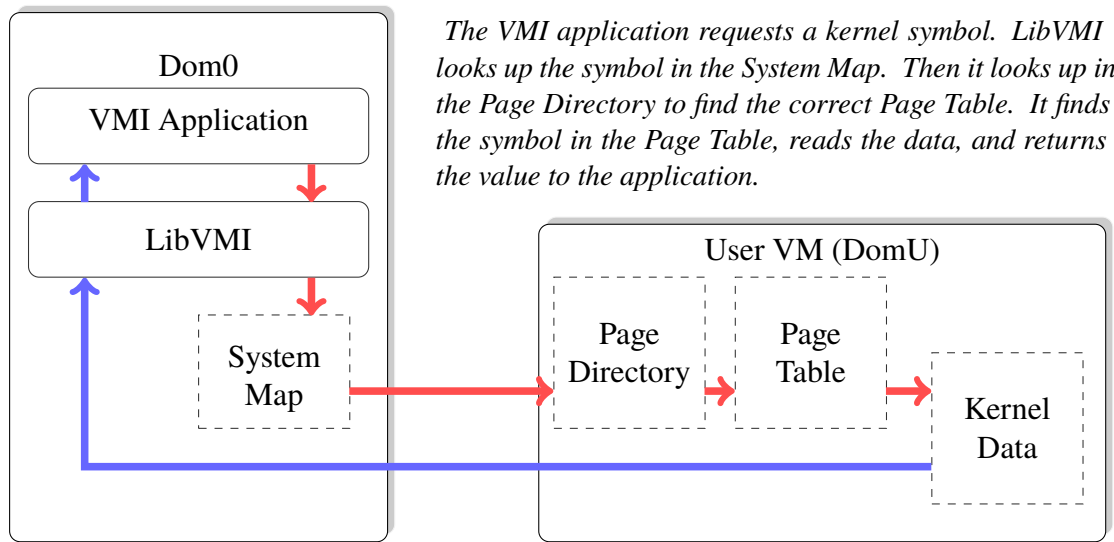 The VMI application requests a kernel symbol. LibVMI
looks up the symbol in the System Map. Then it looks up in
the Page Directory to find the correct Page Table. It finds
the symbol in the Page Table, reads the data, and returns
the value to the application.
Dom0
VMI Application
LibVMI
System
Map
User VM (DomU)
Page
Directory
Page
Table
Kernel
Data